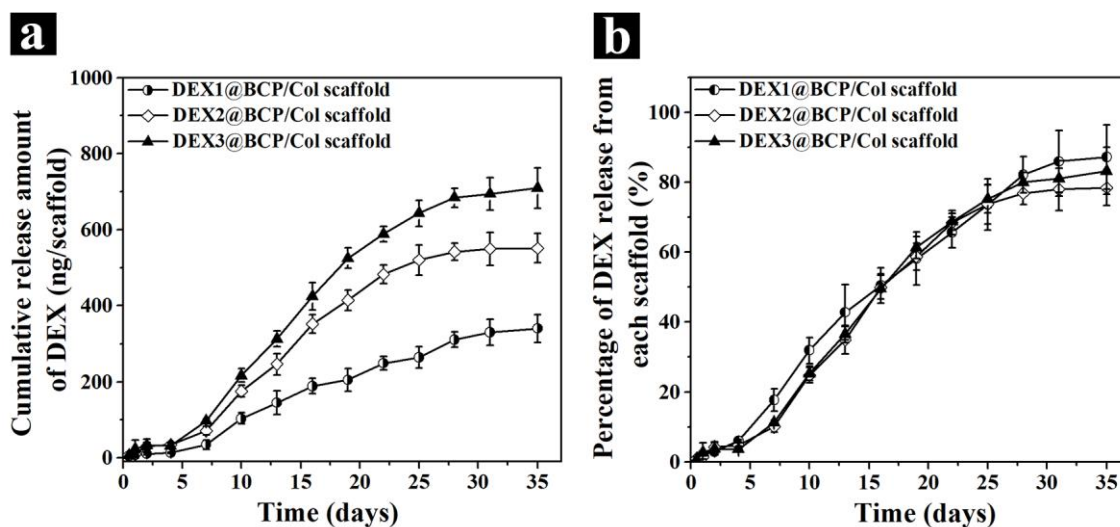 a
Cumulative release amount
of DEX (ng/scaffold)
1000
800
600
400
200
0
DEX1@BCP/Col scaffold
DEX2@BCP/Col scaffold
DEX3@BCP/Col scaffold
0 5 10 15 20 25 30 35
Time (days)
b
Percentage of DEX release from
each scaffold (%)
100
80
60
40
20
0
DEX1@BCP/Col scaffold
DEX2@BCP/Col scaffold
DEX3@BCP/Col scaffold
0 5 10 15 20 25 30 35
Time (days)